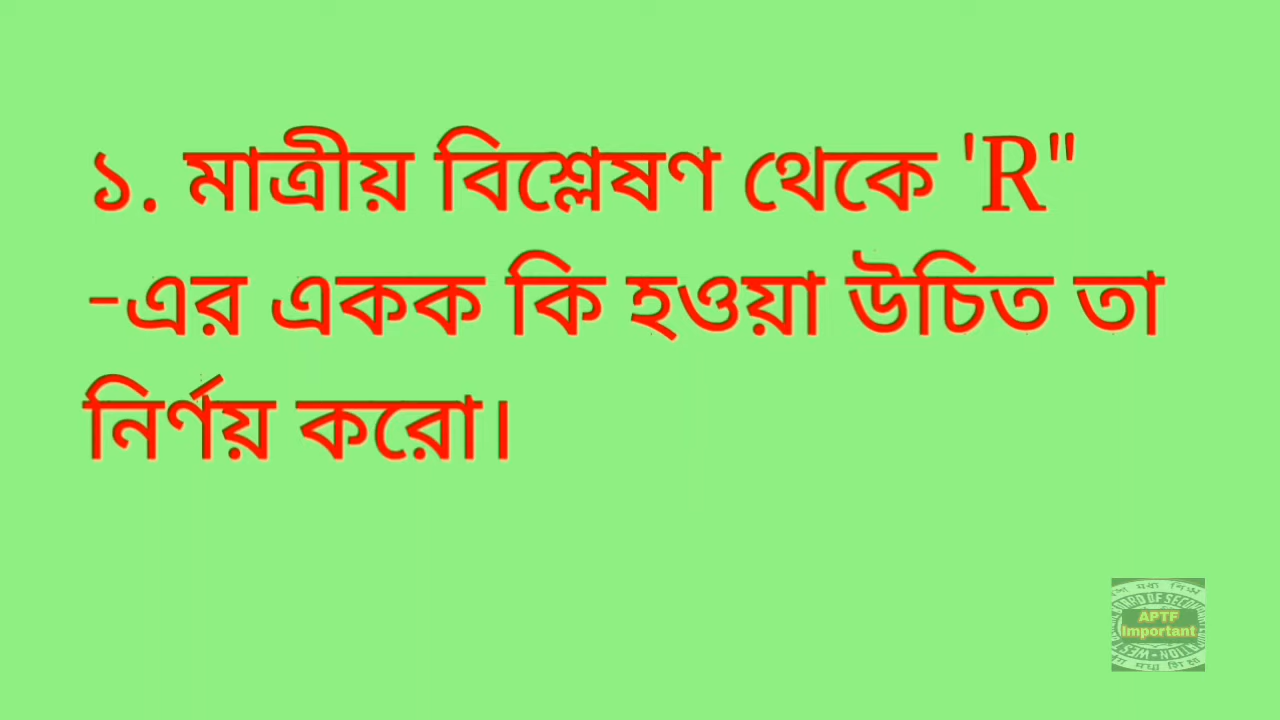 ১. মাত্রীয় বিশ্লেষণ থেকে 'R"
-এর একক কি হওয়া উচিত তা
নির্ণয় করো।
APTF
Important